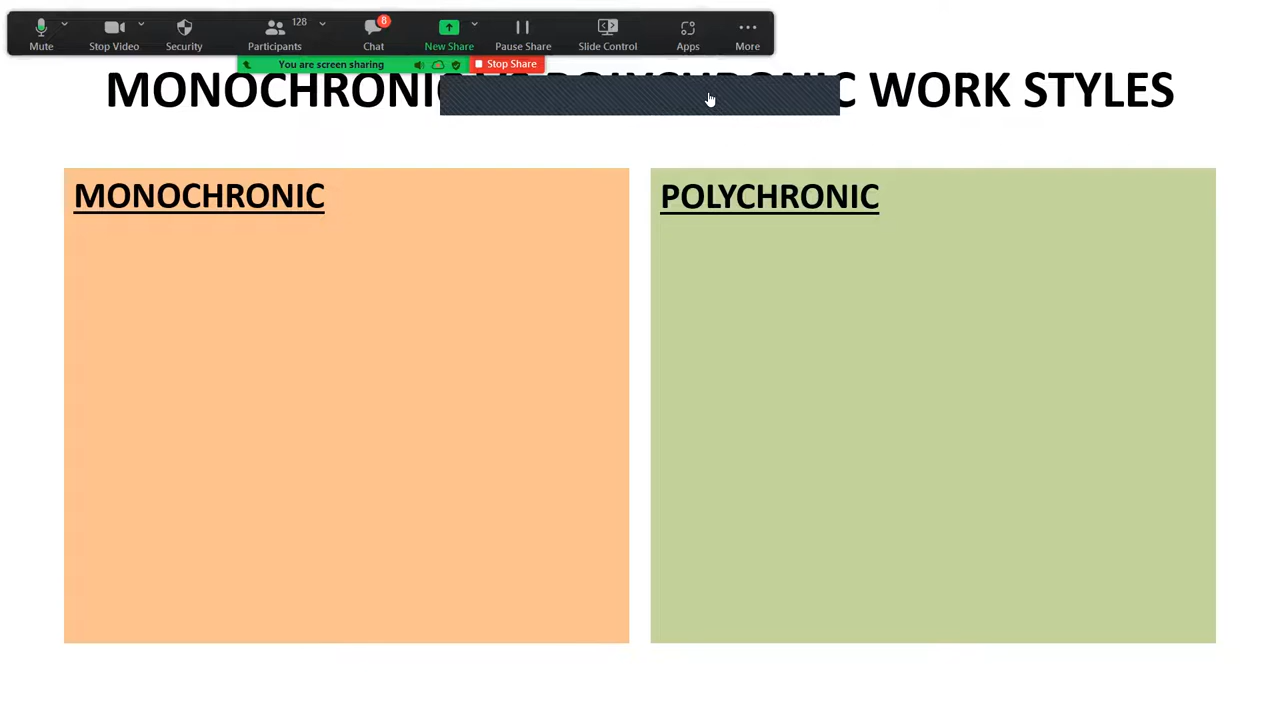 Mute Stop Video Security Participants 128 Chat 8 New Share Pause Share Slide Control Apps More
You are screen sharing Stop Share
MONOCHRONIC WORK STYLES
MONOCHRONIC
POLYCHRONIC